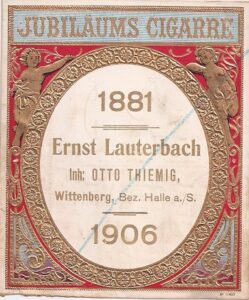 JUBILÄUMS CIGARRE
1881
Ernst Lauterbach
Inh: OTTO THIEMIG,
Wittenberg, Bez. Halle a./S.
1906